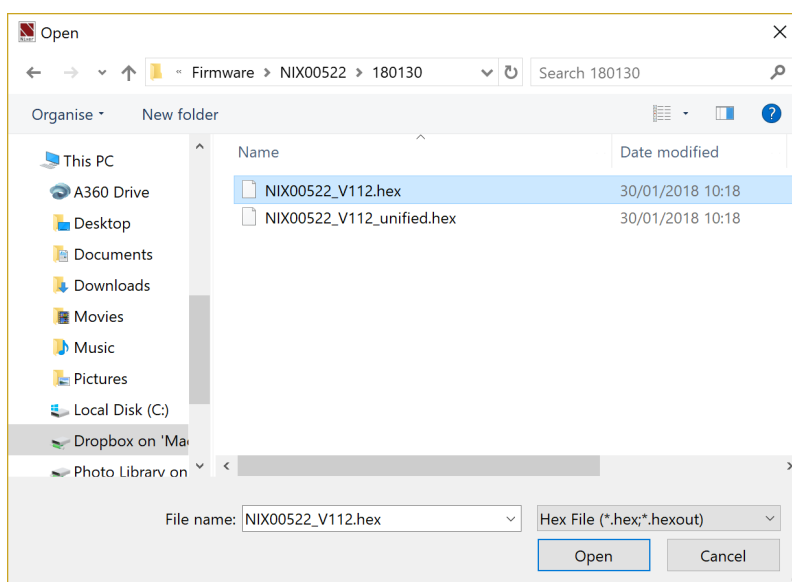 Open
« Firmware > NIX00522 > 180130
Search 180130
Organise
New folder
?
Name
Date modified
This PC
A360 Drive
Desktop
Documents
Downloads
Movies
Music
Pictures
Local Disk (C:)
Dropbox on 'Mac
Photo Library on
NIX00522_V112.hex 30/01/2018 10:18
NIX00522_V112_unified.hex 30/01/2018 10:18
File name: NIX00522_V112.hex
Hex File (*.hex;*.hexout)
Open
Cancel